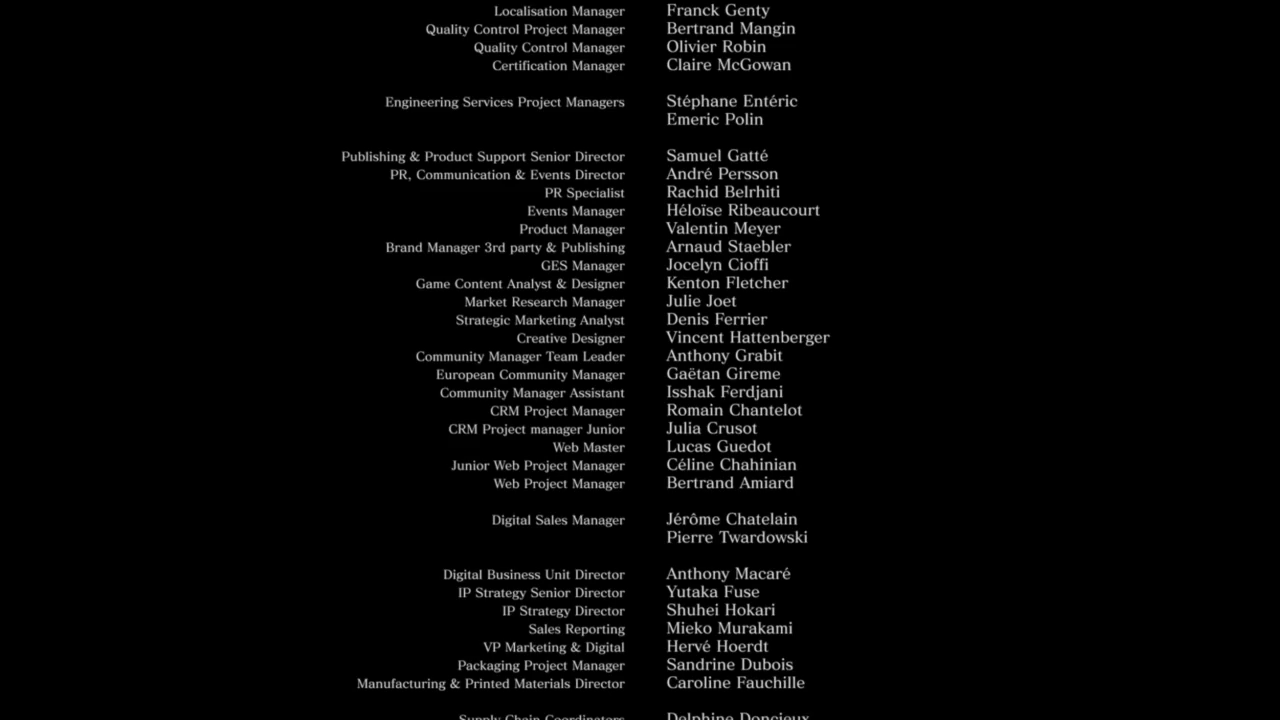 Localisation Manager Franck Genty
Quality Control Project Manager Bertrand Mangin
Quality Control Manager Olivier Robin
Certification Manager Claire McGowan
Engineering Services Project Managers Stéphane Entéric
Emeric Polin
Publishing & Product Support Senior Director Samuel Gatté
PR, Communication & Events Director André Persson
PR Specialist Rachid Belrhiti
Events Manager Héloïse Ribeaucourt
Product Manager Valentin Meyer
Brand Manager 3rd party & Publishing Arnaud Staebler
GES Manager Jocelyn Cioffi
Game Content Analyst & Designer Kenton Fletcher
Market Research Manager Julie Joet
Strategic Marketing Analyst Denis Ferrier
Creative Designer Vincent Hattenberger
Community Manager Team Leader Anthony Grabit
European Community Manager Gaëtan Gireme
Community Manager Assistant Isshak Ferdjani
CRM Project Manager Romain Chantelot
CRM Project manager Junior Julia Crusot
Web Master Lucas Guedot
Junior Web Project Manager Céline Chahinian
Web Project Manager Bertrand Amiard
Digital Sales Manager Jérôme Chatelain
Pierre Twardowski
Digital Business Unit Director Anthony Macaré
IP Strategy Senior Director Yutaka Fuse
IP Strategy Director Shuhei Hokari
Sales Reporting Mieko Murakami
VP Marketing & Digital Hervé Hoerdt
Packaging Project Manager Sandrine Dubois
Manufacturing & Printed Materials Director Caroline Fauchille
Supply Chain Coordinators Delphine Doncieux